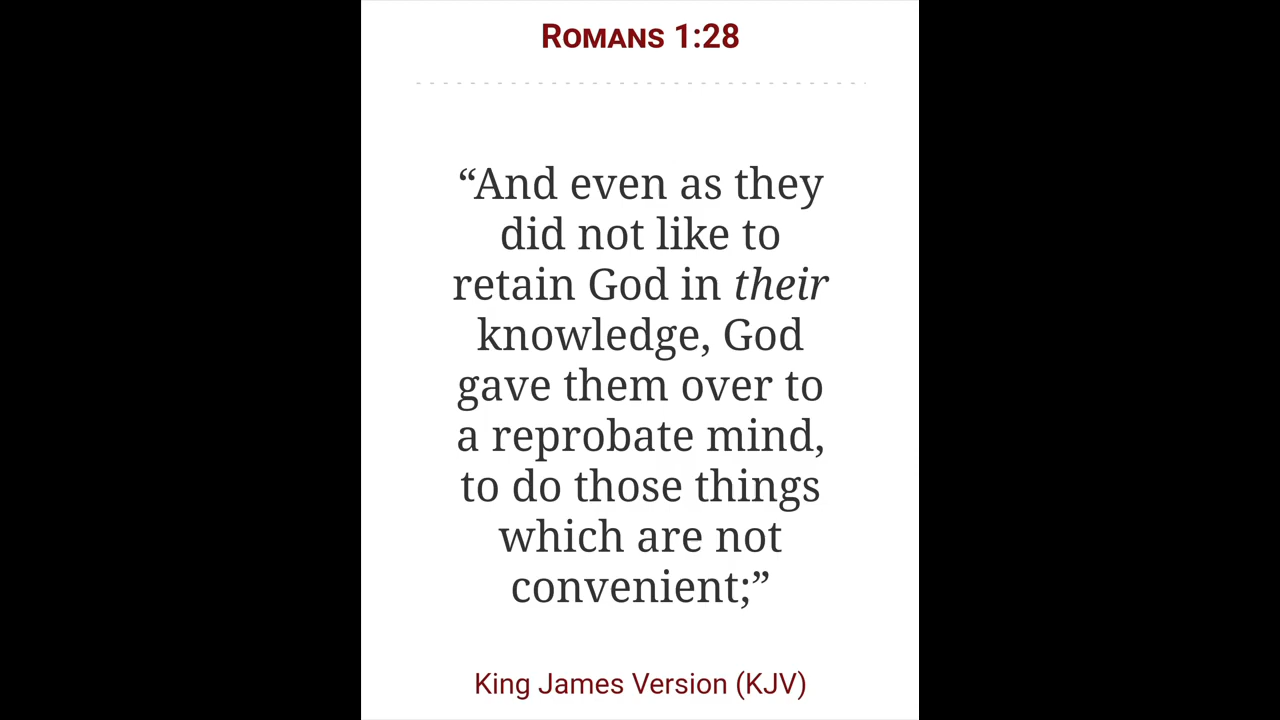 Romans 1:28
“And even as they
did not like to
retain God in their
knowledge, God
gave them over to
a reprobate mind,
to do those things
which are not
convenient;”
King James Version (KJV)